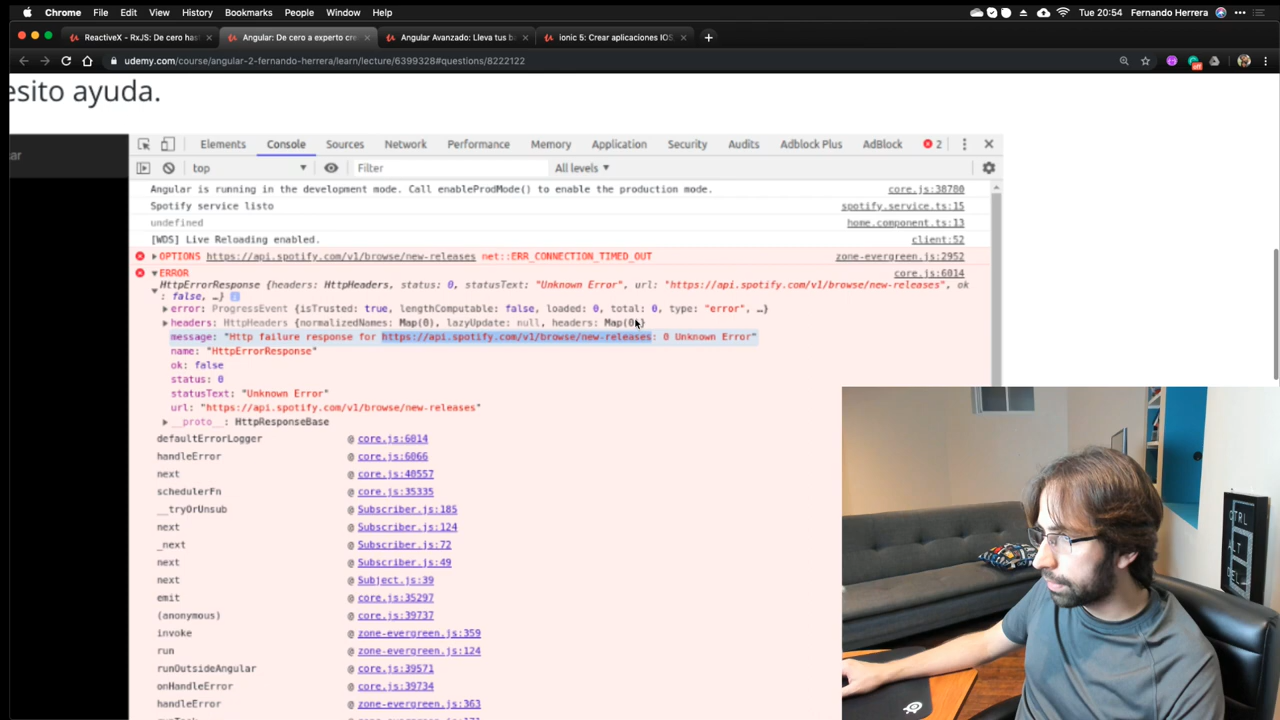 Chrome File Edit View History Bookmarks People Window Help Tue 20:54 Fernando Herrera
ReactiveX - RxJS: De cero has Angular: De cero a experto cre Angular Avanzado: Lleva tus b ionic 5: Crear aplicaciones IOS
udemy.com/course/angular-2-fernando-herrera/learn/lecture/6399328#questions/8222122
esito ayuda.
ar
Elements Console Sources Network Performance Memory Application Security Audits Adblock Plus AdBlock 2
top Filter All levels
Angular is running in the development mode. Call enableProdMode() to enable the production mode. core.js:38780
Spotify service listo spotify.service.ts:15
undefined home.component.ts:13
[WDS] Live Reloading enabled. client:52
OPTIONS https://api.spotify.com/v1/browse/new-releases net::ERR_CONNECTION_TIMED_OUT zone-evergreen.js:2952
ERROR core.js:6014
HttpErrorResponse {headers: HttpHeaders, status: 0, statusText: "Unknown Error", url: "https://api.spotify.com/v1/browse/new-releases", ok
: false, …}
error: ProgressEvent {isTrusted: true, lengthComputable: false, loaded: 0, total: 0, type: "error", …}
headers: HttpHeaders {normalizedNames: Map(0), lazyUpdate: null, headers: Map(0)}
message: "Http failure response for https://api.spotify.com/v1/browse/new-releases: 0 Unknown Error"
name: "HttpErrorResponse"
ok: false
status: 0
statusText: "Unknown Error"
url: "https://api.spotify.com/v1/browse/new-releases"
__proto__: HttpResponseBase
defaultErrorLogger @ core.js:6014
handleError @ core.js:6066
next @ core.js:40557
schedulerFn @ core.js:35335
__tryOrUnsub @ Subscriber.js:185
next @ Subscriber.js:124
_next @ Subscriber.js:72
next @ Subscriber.js:49
next @ Subject.js:39
emit @ core.js:35297
(anonymous) @ core.js:39737
invoke @ zone-evergreen.js:359
run @ zone-evergreen.js:124
runOutsideAngular @ core.js:39571
onHandleError @ core.js:39734
handleError @ zone-evergreen.js:363
CTRL
ALT